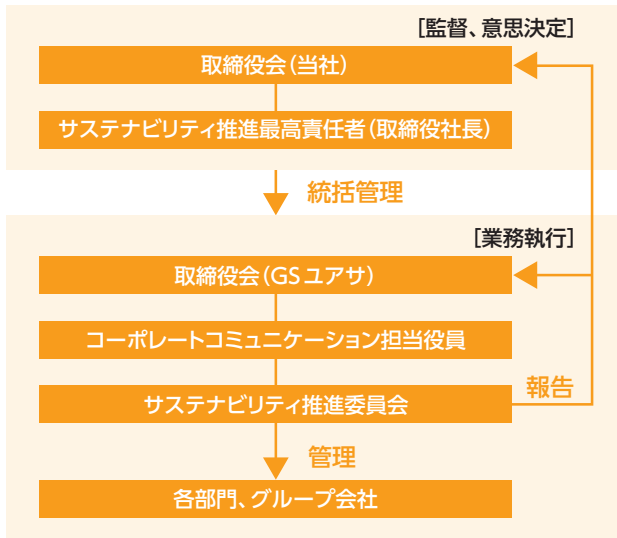 [監督、意思決定]
取締役会(当社)
サステナビリティ推進最高責任者(取締役社長)
統括管理
[業務執行]
取締役会(GSユアサ)
コーポレートコミュニケーション担当役員
サステナビリティ推進委員会
報告
管理
各部門、グループ会社